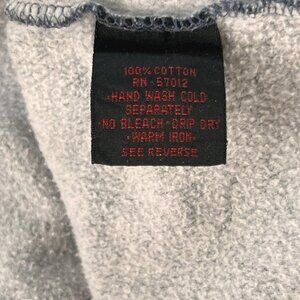 100% COTTON
RN-57012
·HAND WASH COLD
SEPARATELY
·NO BLEACH·DRIP DRY
·WARM IRON·
SEE REVERSE